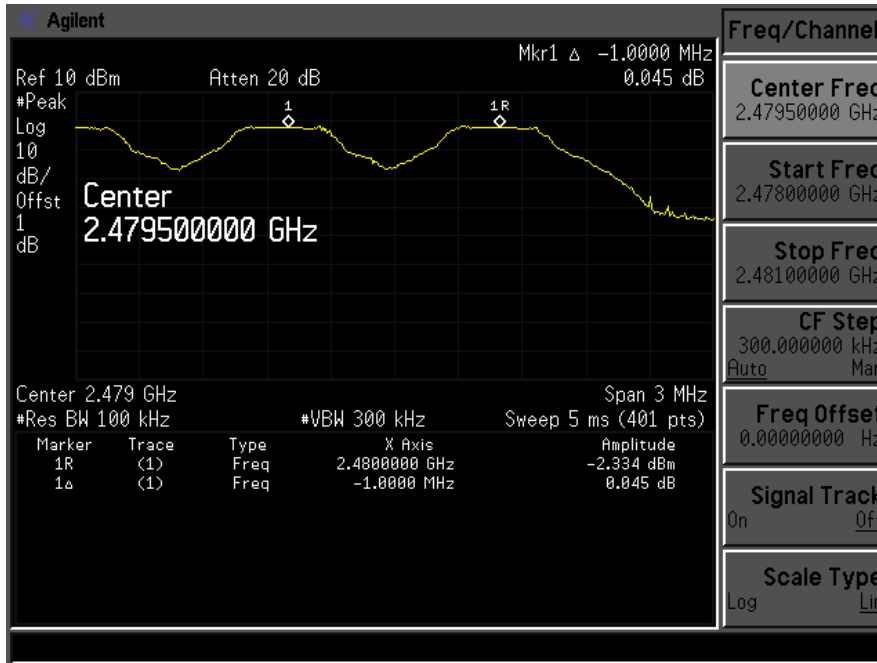 Agilent
Freq/Channel
Mkr1 Δ -1.0000 MHz
Ref 10 dBm Atten 20 dB 0.045 dB
#Peak
Log
10
dB/
Offst
1
dB
1
1R
Center
2.479500000 GHz
Center 2.479 GHz Span 3 MHz
#Res BW 100 kHz #VBW 300 kHz Sweep 5 ms (401 pts)
Marker Trace Type X Axis Amplitude
1R (1) Freq 2.4800000 GHz -2.334 dBm
1Δ (1) Freq -1.0000 MHz 0.045 dB
Center Freq
2.47950000 GHz
Start Freq
2.47800000 GHz
Stop Freq
2.48100000 GHz
CF Step
300.000000 kHz
Auto Man
Freq Offset
0.00000000 Hz
Signal Track
On Off
Scale Type
Log Lin